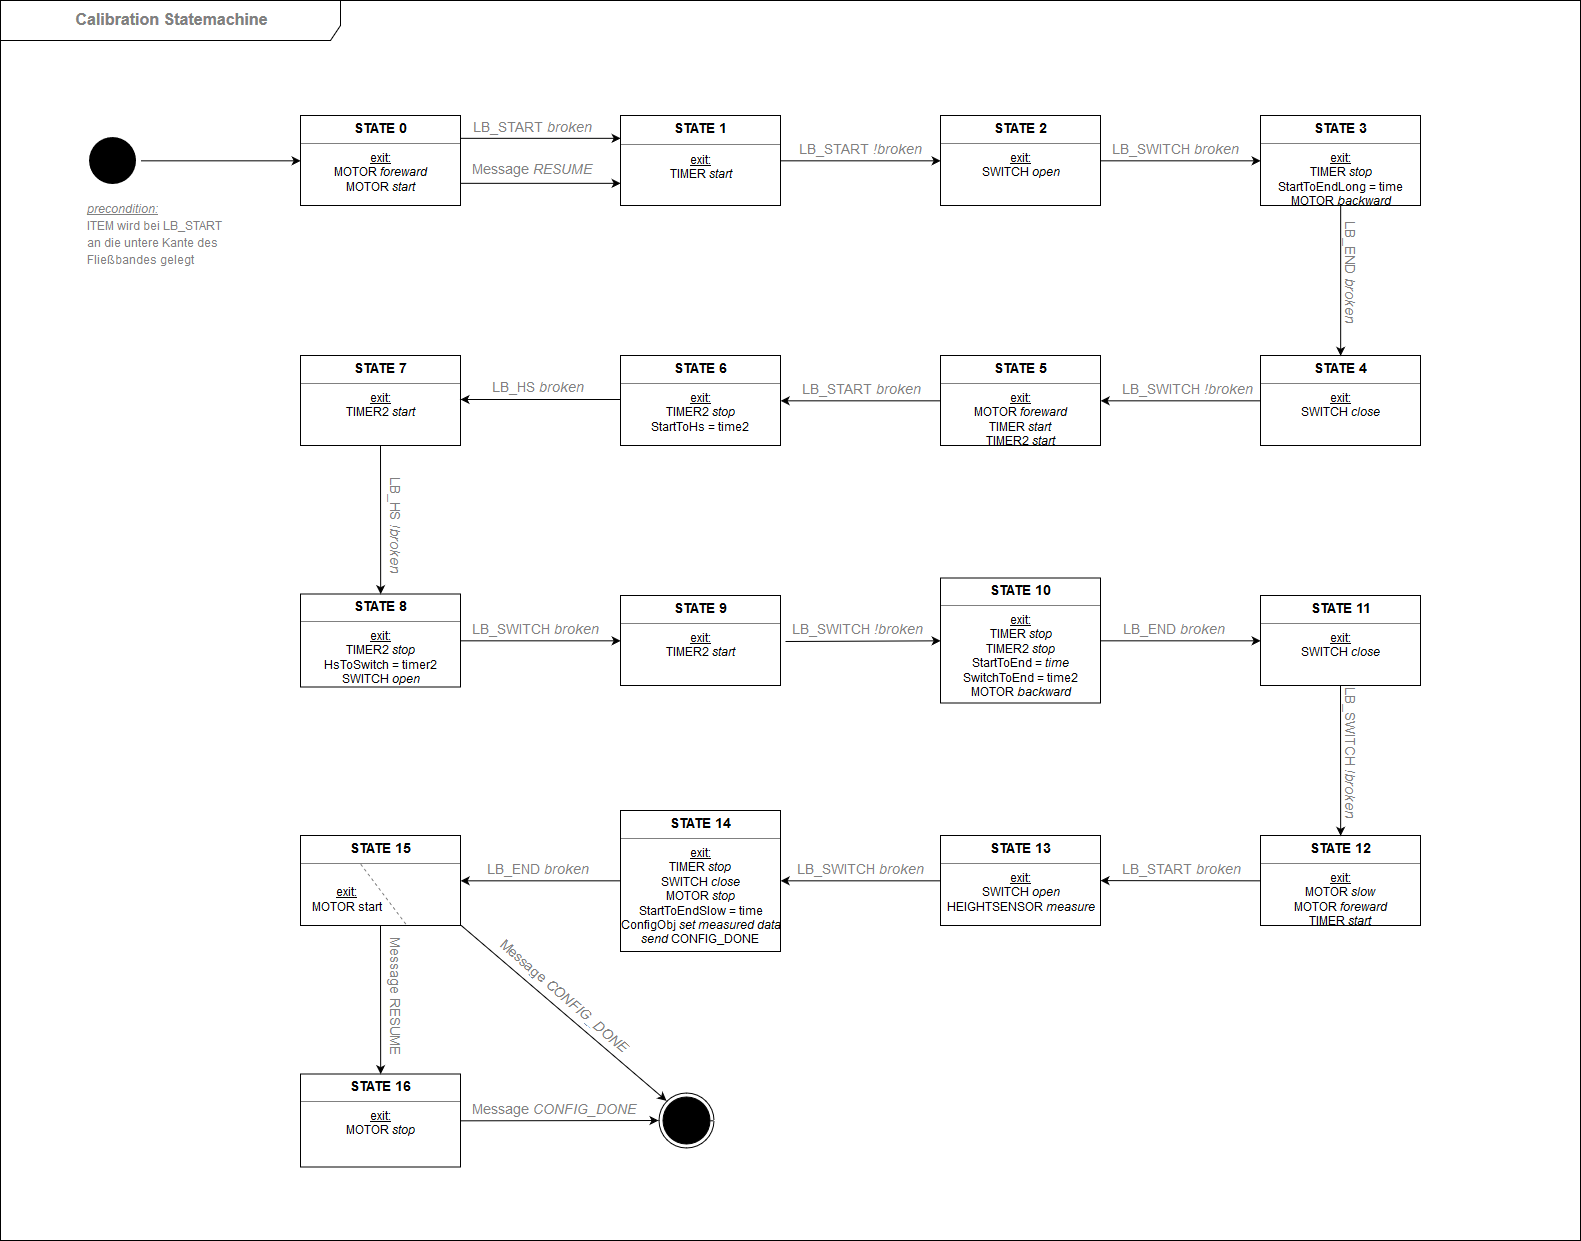 Calibration Statemachine
precondition:
ITEM wird bei LB_START
an die untere Kante des
Fließbandes gelegt
STATE 0
exit:
MOTOR foreward
MOTOR start
LB_START broken
Message RESUME
STATE 1
exit:
TIMER start
LB_START !broken
STATE 2
exit:
SWITCH open
LB_SWITCH broken
STATE 3
exit:
TIMER stop
StartToEndLong = time
MOTOR backward
LB_END broken
STATE 4
exit:
SWITCH close
LB_SWITCH !broken
STATE 5
exit:
MOTOR foreward
TIMER start
TIMER2 start
LB_START broken
STATE 6
exit:
TIMER2 stop
StartToHs = time2
LB_HS broken
STATE 7
exit:
TIMER2 start
LB_HS !broken
STATE 8
exit:
TIMER2 stop
HsToSwitch = timer2
SWITCH open
LB_SWITCH broken
STATE 9
exit:
TIMER2 start
LB_SWITCH !broken
STATE 10
exit:
TIMER stop
TIMER2 stop
StartToEnd = time
SwitchToEnd = time2
MOTOR backward
LB_END broken
STATE 11
exit:
SWITCH close
LB_SWITCH !broken
STATE 12
exit:
MOTOR slow
MOTOR foreward
TIMER start
LB_START broken
STATE 13
exit:
SWITCH open
HEIGHTSENSOR measure
LB_SWITCH broken
STATE 14
exit:
TIMER stop
SWITCH close
MOTOR stop
StartToEndSlow = time
ConfigObj set measured data
send CONFIG_DONE
LB_END broken
STATE 15
exit:
MOTOR start
Message RESUME
Message CONFIG_DONE
STATE 16
exit:
MOTOR stop
Message CONFIG_DONE